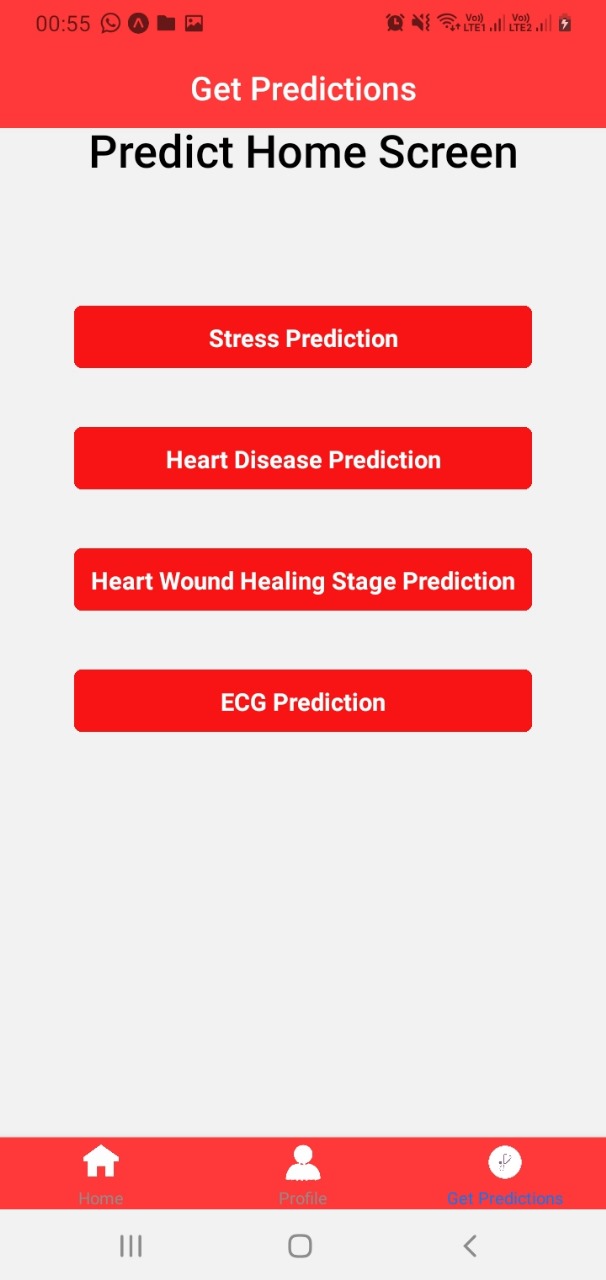 00:55 Vo)) LTE1 Vo)) LTE2
Get Predictions
Predict Home Screen
Stress Prediction
Heart Disease Prediction
Heart Wound Healing Stage Prediction
ECG Prediction
Home Profile Get Predictions